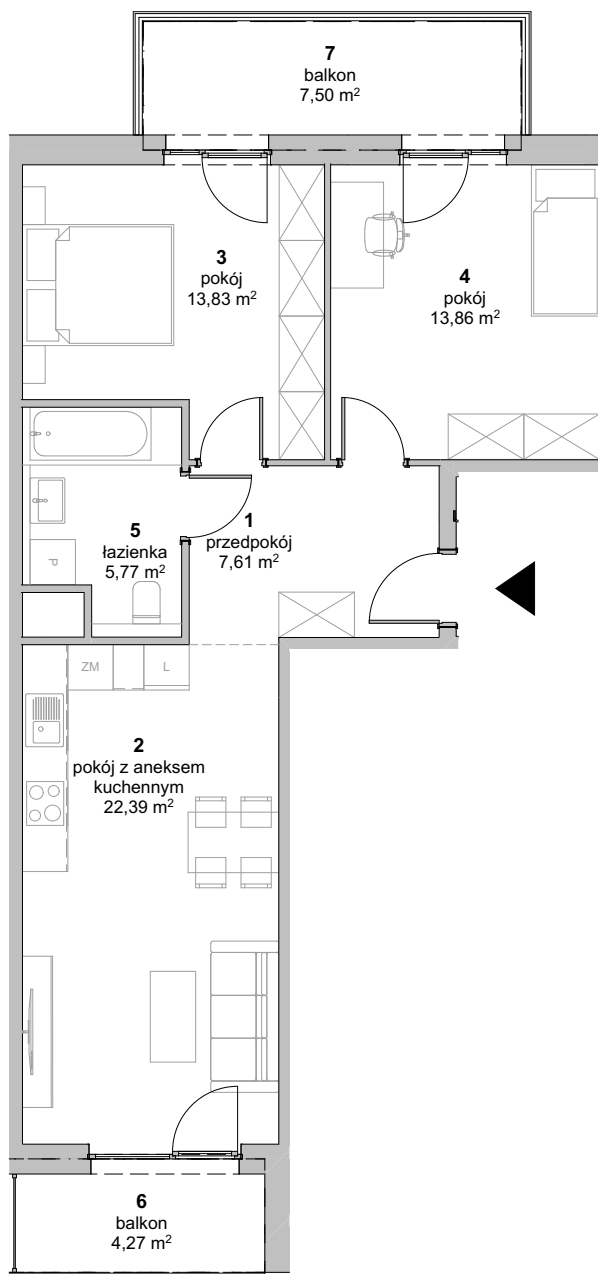 7
balkon
7,50 m²
3
pokój
13,83 m²
4
pokój
13,86 m²
5
łazienka
5,77 m²
1
przedpokój
7,61 m²
P
ZM
L
2
pokój z aneksem
kuchennym
22,39 m²
6
balkon
4,27 m²